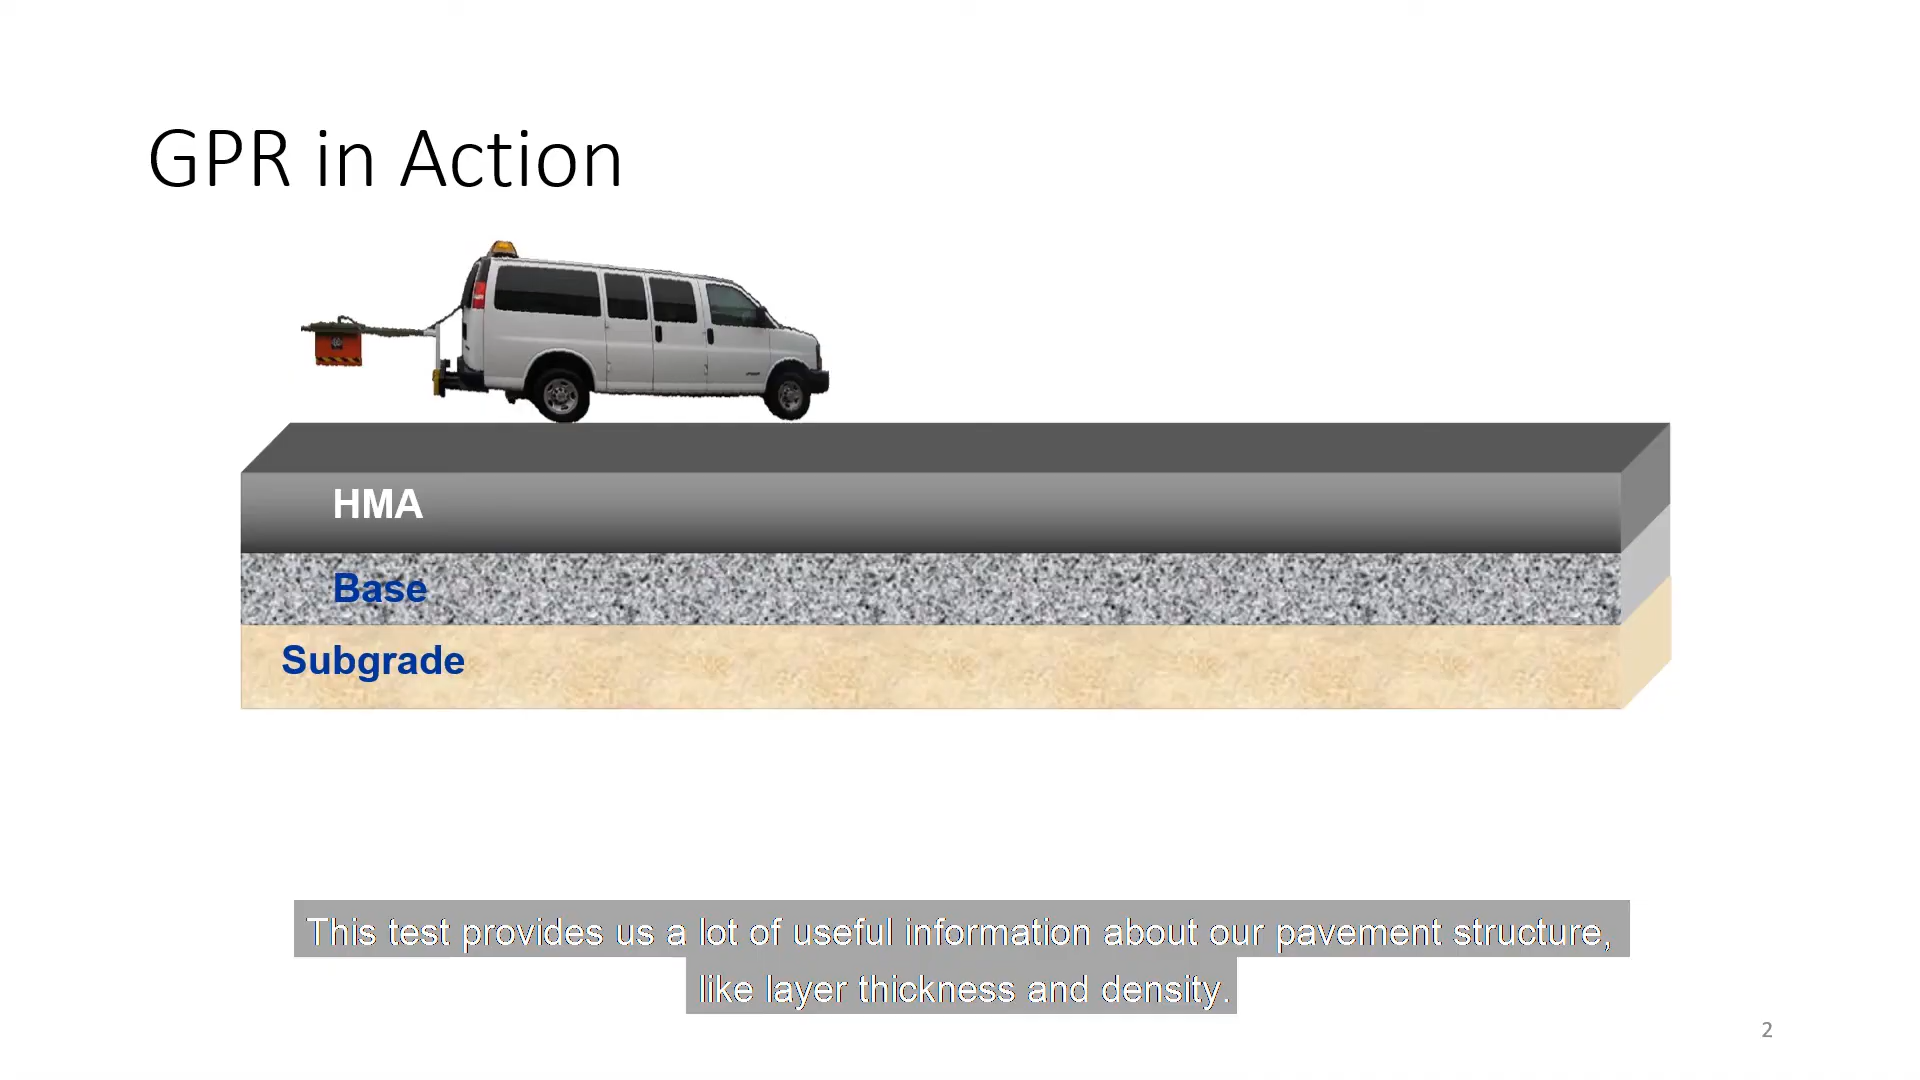 GPR in Action
HMA
Base
Subgrade
This test provides us a lot of useful information about our pavement structure,
like layer thickness and density.
2